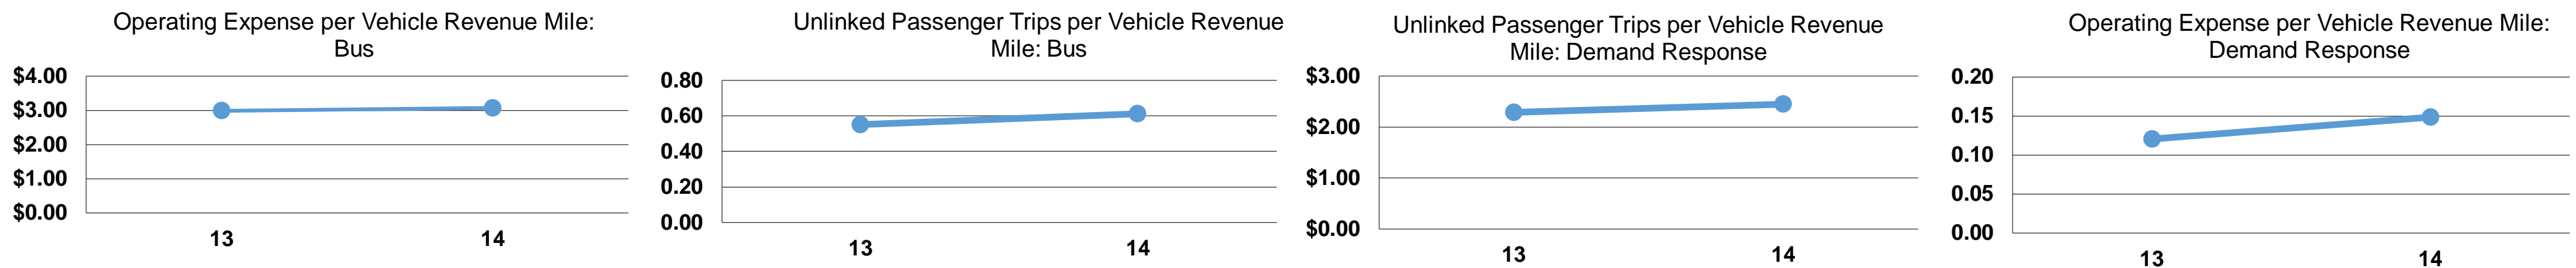 Operating Expense per Vehicle Revenue Mile:
Bus
$4.00
$3.00
$2.00
$1.00
$0.00
13 14
Unlinked Passenger Trips per Vehicle Revenue
Mile: Bus
0.80
0.60
0.40
0.20
0.00
13 14
Unlinked Passenger Trips per Vehicle Revenue
Mile: Demand Response
$3.00
$2.00
$1.00
$0.00
13 14
Operating Expense per Vehicle Revenue Mile:
Demand Response
0.20
0.15
0.10
0.05
0.00
13 14